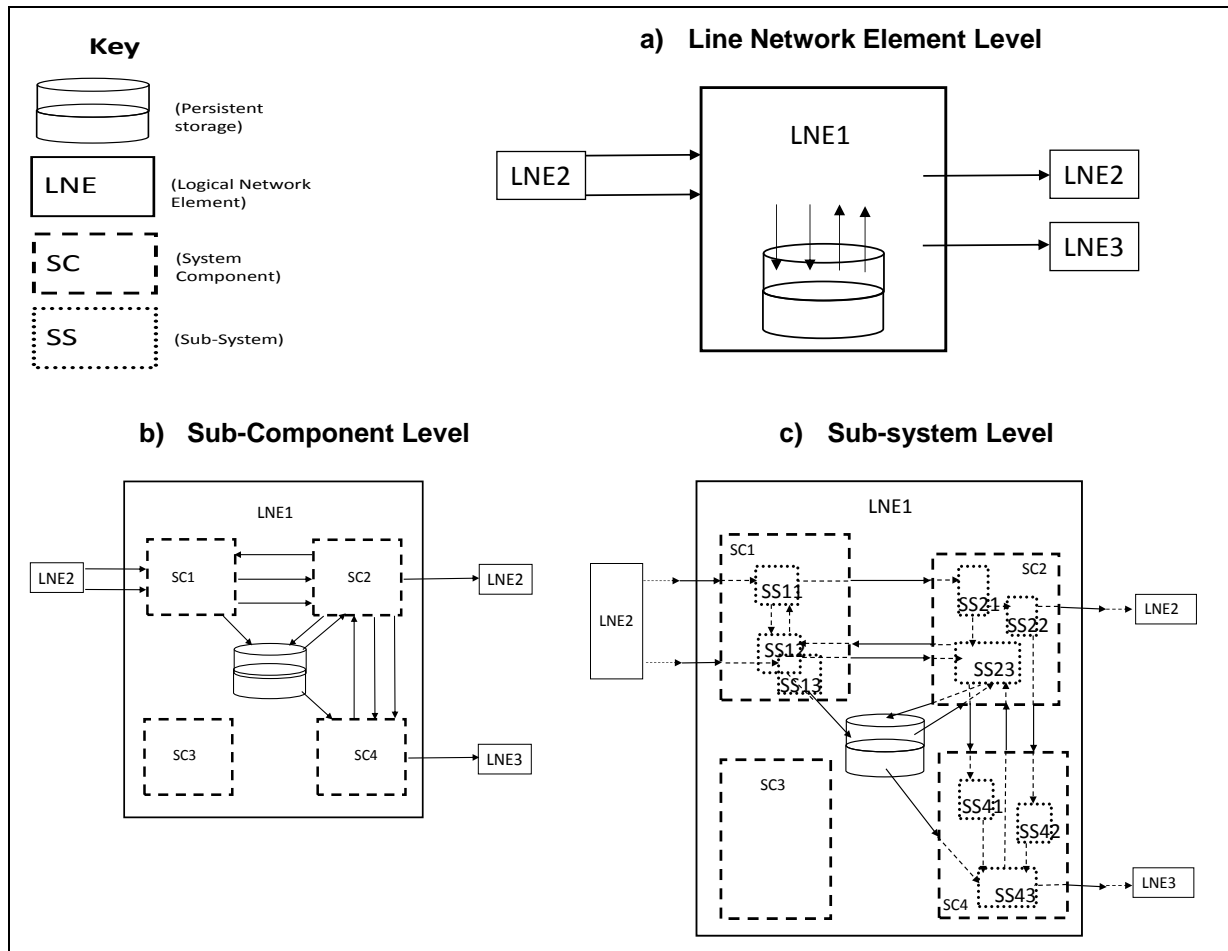 Key
(Persistent
storage)
LNE
(Logical Network
Element)
SC
(System
Component)
SS
(Sub-System)
a) Line Network Element Level
LNE1
LNE2
LNE2
LNE3
b) Sub-Component Level
LNE1
LNE2
SC1
SC2
LNE2
SC3
SC4
LNE3
c) Sub-system Level
LNE1
SC1
SC2
LNE2
SS11
SS21
SS22
LNE2
SS12
SS13
SS23
SC3
SS41
SS42
SC4
SS43
LNE3